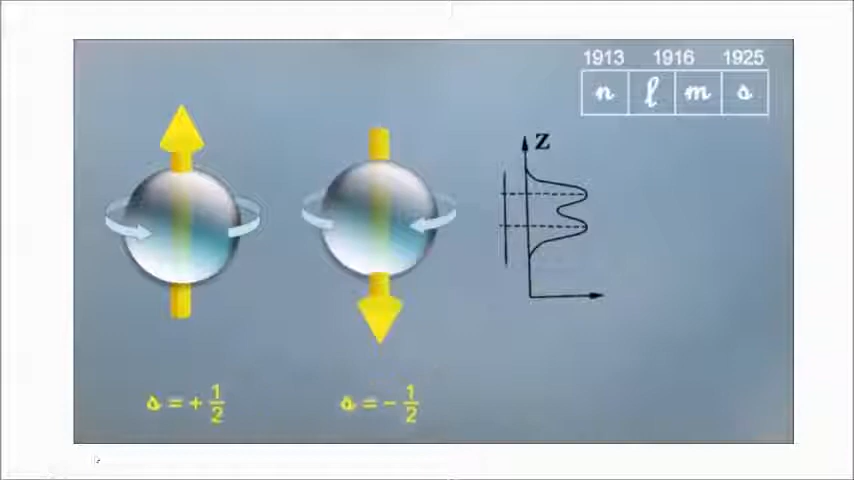 1913 1916 1925
n l m s
Z
s = + 1/2
s = - 1/2